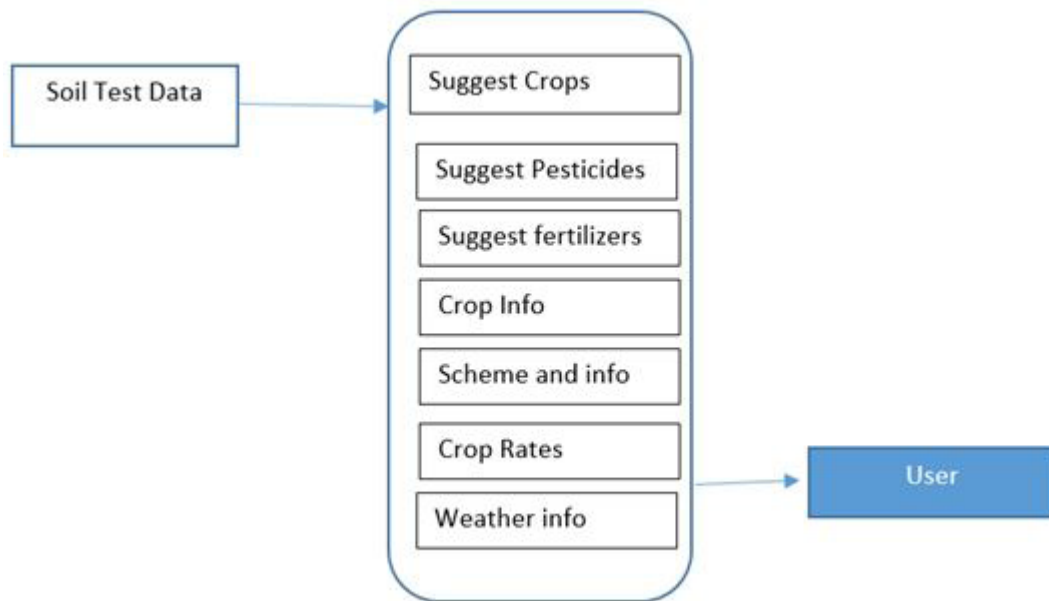 Soil Test Data
Suggest Crops
Suggest Pesticides
Suggest fertilizers
Crop Info
Scheme and info
Crop Rates
Weather info
User